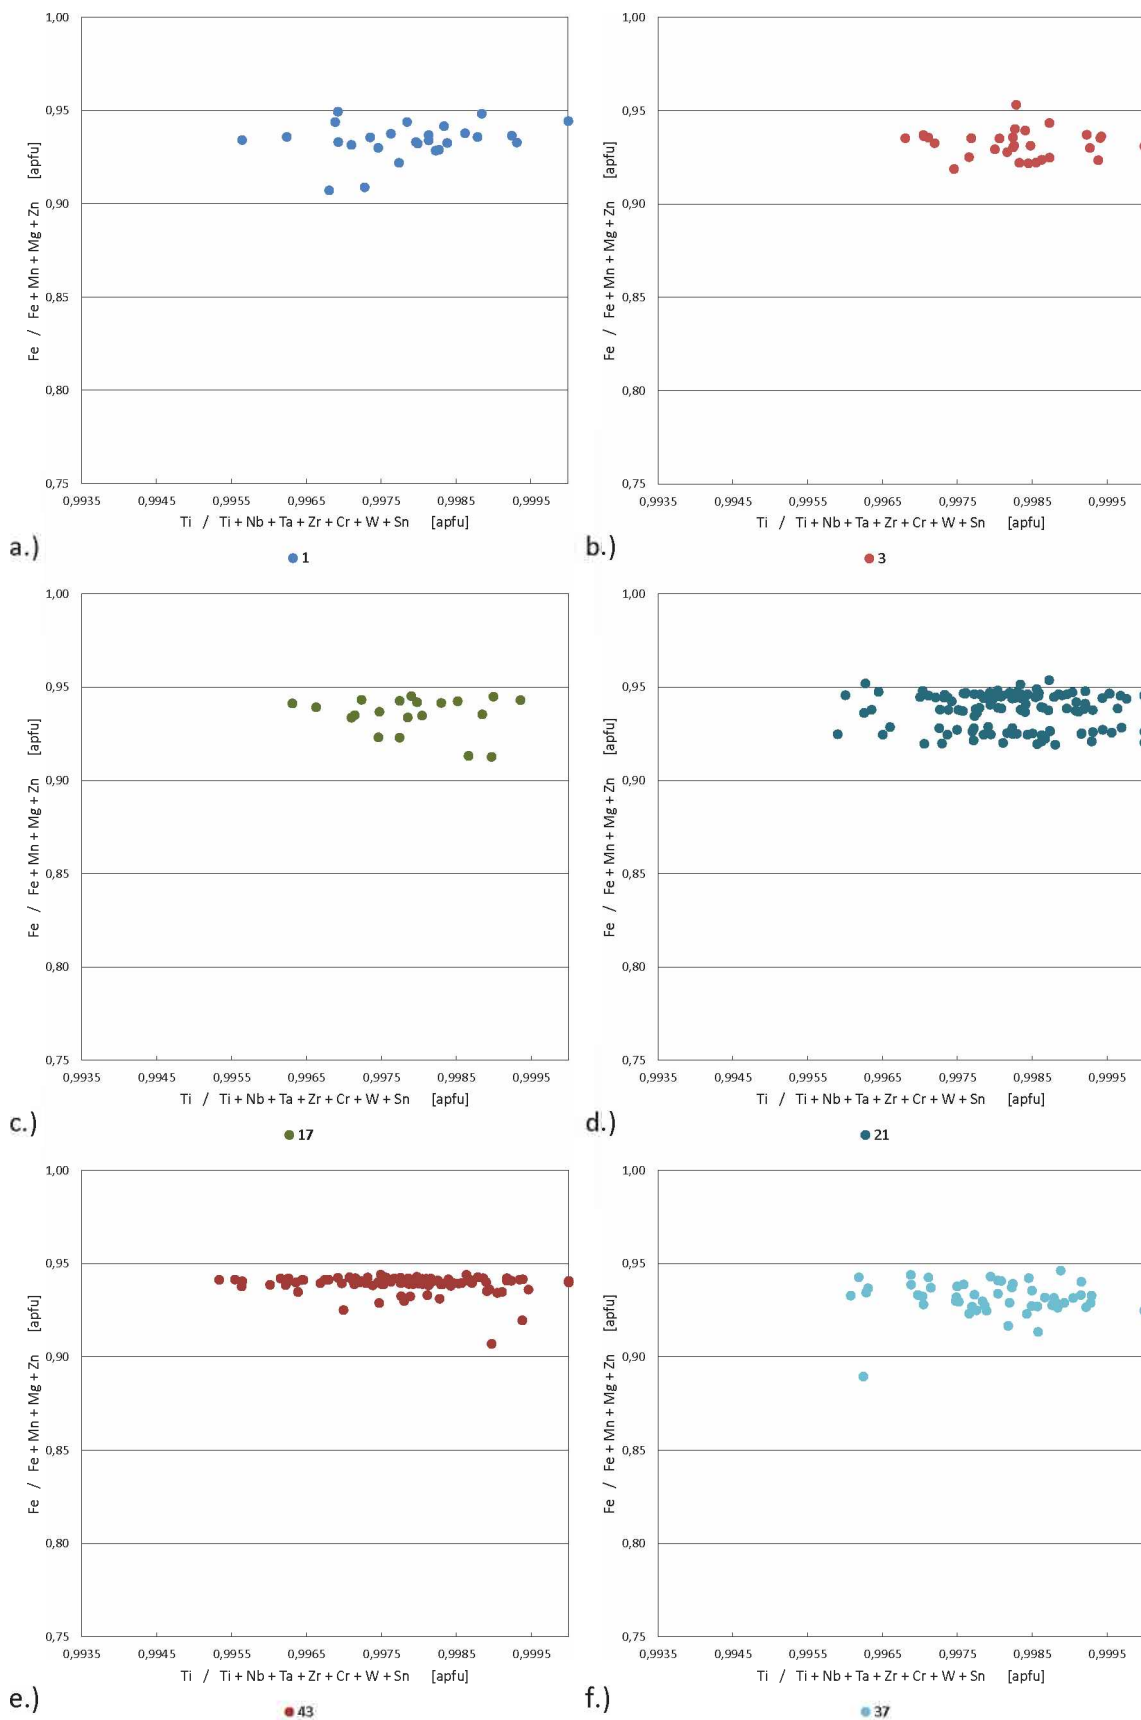 1,00
0,95
0,90
0,85
0,80
0,75
Fe / Fe + Mn + Mg + Zn [apfu]
0,9935 0,9945 0,9955 0,9965 0,9975 0,9985 0,9995
Ti / Ti + Nb + Ta + Zr + Cr + W + Sn [apfu]
a.)
1
1,00
0,95
0,90
0,85
0,80
0,75
Fe / Fe + Mn + Mg + Zn [apfu]
0,9935 0,9945 0,9955 0,9965 0,9975 0,9985 0,9995
Ti / Ti + Nb + Ta + Zr + Cr + W + Sn [apfu]
b.)
3
1,00
0,95
0,90
0,85
0,80
0,75
Fe / Fe + Mn + Mg + Zn [apfu]
0,9935 0,9945 0,9955 0,9965 0,9975 0,9985 0,9995
Ti / Ti + Nb + Ta + Zr + Cr + W + Sn [apfu]
c.)
17
1,00
0,95
0,90
0,85
0,80
0,75
Fe / Fe + Mn + Mg + Zn [apfu]
0,9935 0,9945 0,9955 0,9965 0,9975 0,9985 0,9995
Ti / Ti + Nb + Ta + Zr + Cr + W + Sn [apfu]
d.)
21
1,00
0,95
0,90
0,85
0,80
0,75
Fe / Fe + Mn + Mg + Zn [apfu]
0,9935 0,9945 0,9955 0,9965 0,9975 0,9985 0,9995
Ti / Ti + Nb + Ta + Zr + Cr + W + Sn [apfu]
e.)
43
1,00
0,95
0,90
0,85
0,80
0,75
Fe / Fe + Mn + Mg + Zn [apfu]
0,9935 0,9945 0,9955 0,9965 0,9975 0,9985 0,9995
Ti / Ti + Nb + Ta + Zr + Cr + W + Sn [apfu]
f.)
37